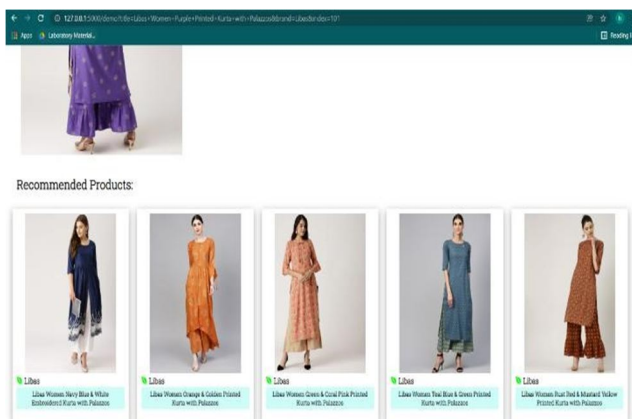 127.0.0.1:5000/demo?title=Libas+Women+Purple+Printed+Kurta+with+Palazzos&brand=Libas&index=101
Apps Laboratory Material... Reading l
Recommended Products:
Libas
Libas Women Navy Blue & White
Embroidered Kurta with Palazzos
Libas
Libas Women Orange & Golden Printed
Kurta with Palazzos
Libas
Libas Women Green & Coral Pink Printed
Kurta with Palazzos
Libas
Libas Women Teal Blue & Green Printed
Kurta with Palazzos
Libas
Libas Women Rust Red & Mustard Yellow
Printed Kurta with Palazzos